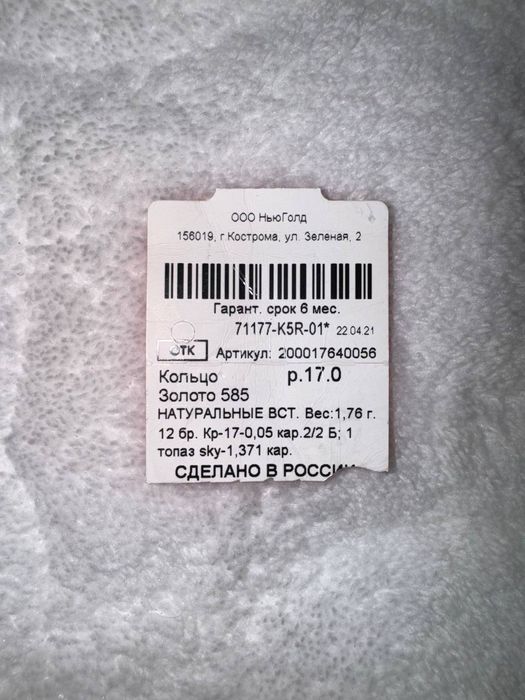 ООО НьюГолд
156019, г.Кострома, ул. Зеленая, 2
Гарант. срок 6 мес.
71177-K5R-01* 22.04.21
ОТК Артикул: 200017640056
Кольцо р.17.0
Золото 585
НАТУРАЛЬНЫЕ ВСТ. Вес:1,76 г.
12 бр. Кр-17-0,05 кар.2/2 Б; 1
топаз sky-1,371 кар.
СДЕЛАНО В РОССИИ